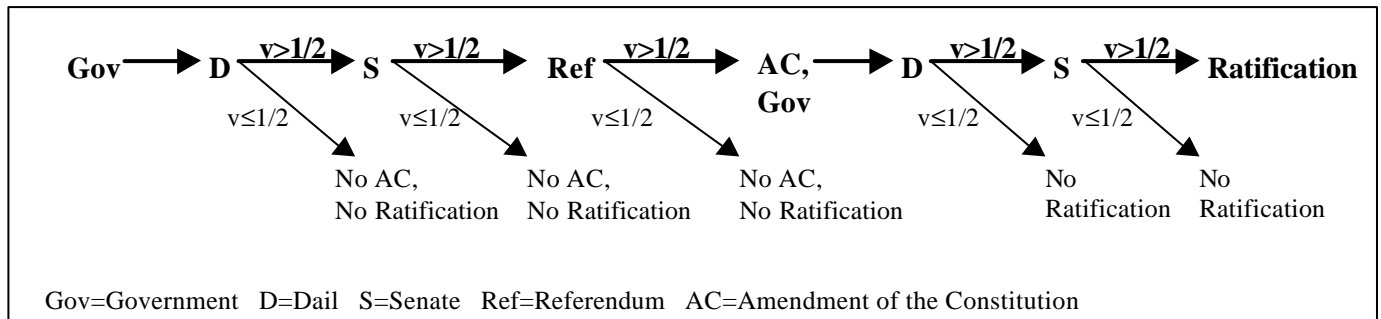 v>1/2 v>1/2 v>1/2 v>1/2 v>1/2
Gov D S Ref AC, D S Ratification
Gov
v≤1/2 v≤1/2 v≤1/2 v≤1/2 v≤1/2
No AC, No AC, No AC, No No
No Ratification No Ratification No Ratification Ratification Ratification
Gov=Government D=Dail S=Senate Ref=Referendum AC=Amendment of the Constitution